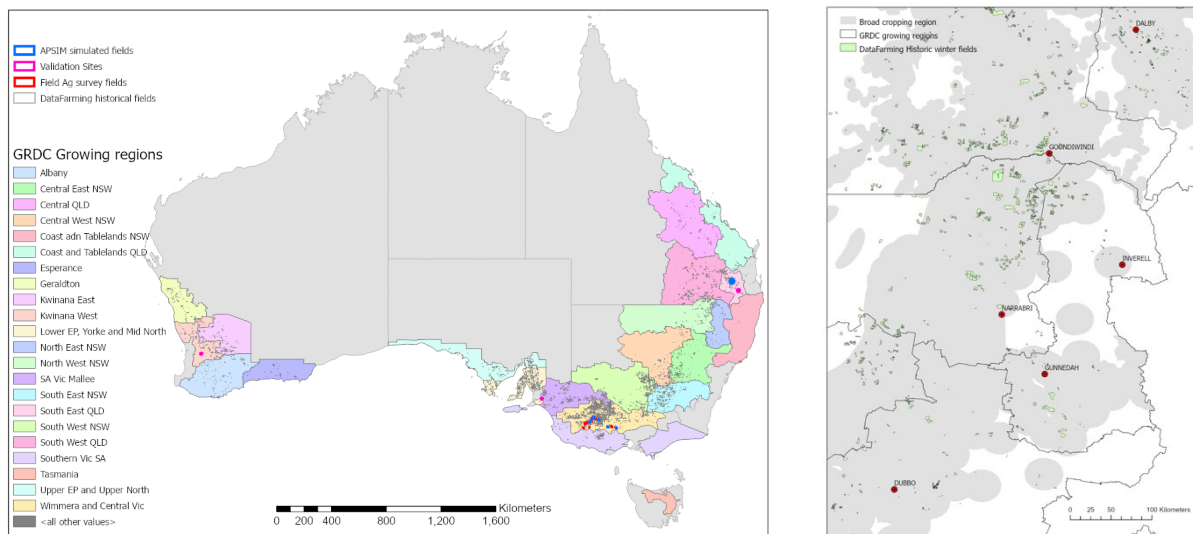 APSIM simulated fields
Validation Sites
Field Ag survey fields
DataFarming historical fields
GRDC Growing regions
Albany
Central East NSW
Central QLD
Central West NSW
Coast adn Tablelands NSW
Coast and Tablelands QLD
Esperance
Geraldton
Kwinana East
Kwinana West
Lower EP, Yorke and Mid North
North East NSW
North West NSW
SA Vic Mallee
South East NSW
South East QLD
South West NSW
South West QLD
Southern Vic SA
Tasmania
Upper EP and Upper North
Wimmera and Central Vic
<all other values>
Kilometers
0 200 400 800 1,200 1,600
Broad cropping region
GRDC growing regions
DataFarming Historic winter fields
DALBY
GOONDIWINDI
INVERELL
NARRABRI
GUNNEDAH
DUBBO
0 25 50 100 Kilometers